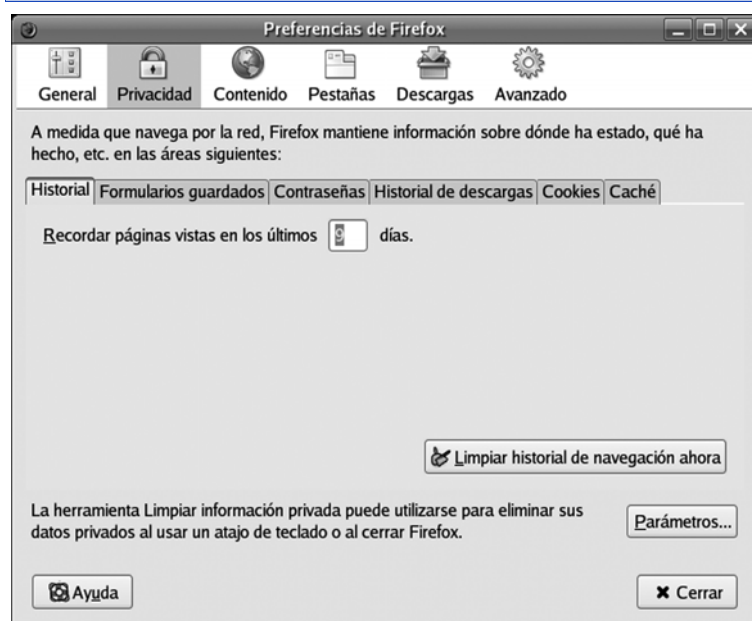 Preferencias de Firefox
General Privacidad Contenido Pestañas Descargas Avanzado
A medida que navega por la red, Firefox mantiene información sobre dónde ha estado, qué ha
hecho, etc. en las áreas siguientes:
Historial Formularios guardados Contraseñas Historial de descargas Cookies Caché
Recordar páginas vistas en los últimos 9 días.
Limpiar historial de navegación ahora
La herramienta Limpiar información privada puede utilizarse para eliminar sus
datos privados al usar un atajo de teclado o al cerrar Firefox.
Parámetros...
Ayuda
Cerrar